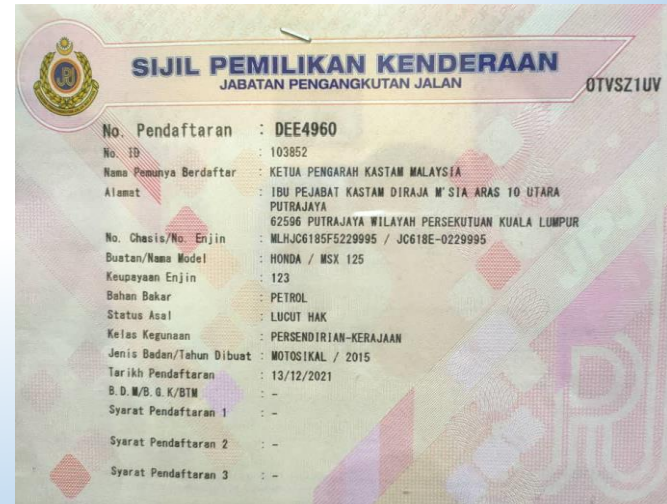 SIJIL PEMILIKAN KENDERAAN
JABATAN PENGANGKUTAN JALAN
0TVSZ1UV
No. Pendaftaran : DEE4960
No. ID : 103852
Nama Pemunya Berdaftar : KETUA PENGARAH KASTAM MALAYSIA
Alamat : IBU PEJABAT KASTAM DIRAJA M'SIA ARAS 10 UTARA
PUTRAJAYA
62596 PUTRAJAYA WILAYAH PERSEKUTUAN KUALA LUMPUR
No. Chasis/No. Enjin : MLHJC6185F5229995 / JC618E-0229995
Buatan/Nama Model : HONDA / MSX 125
Keupayaan Enjin : 123
Bahan Bakar : PETROL
Status Asal : LUCUT HAK
Kelas Kegunaan : PERSENDIRIAN-KERAJAAN
Jenis Badan/Tahun Dibuat : MOTOSIKAL / 2015
Tarikh Pendaftaran : 13/12/2021
B.D.M/B.G.K/BTM : -
Syarat Pendaftaran 1 : -
Syarat Pendaftaran 2 : -
Syarat Pendaftaran 3 : -